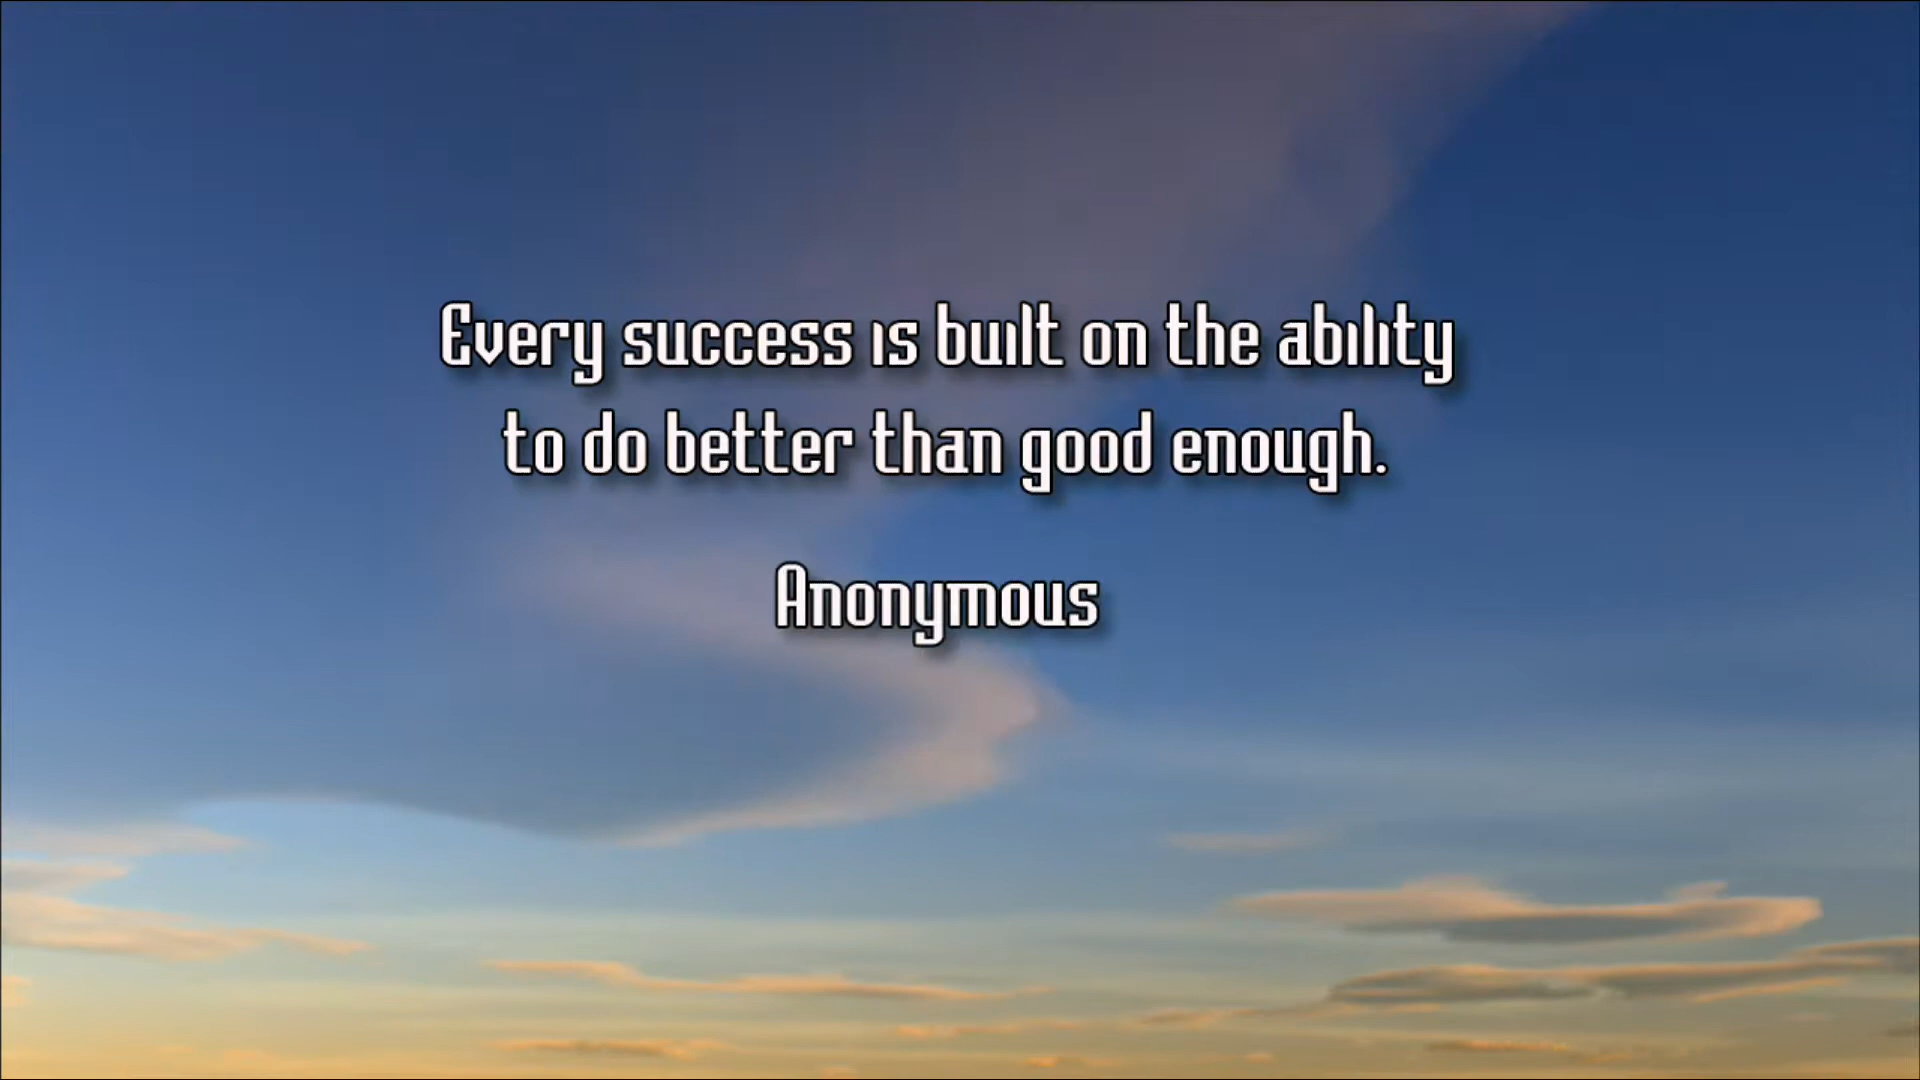 Every success is built on the ability
to do better than good enough.
Anonymous